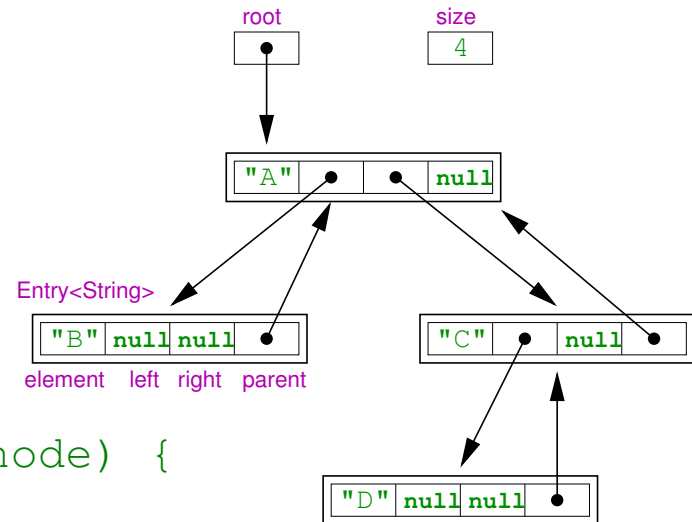 root size
4
"A" null
Entry<String>
"B" null null
"C" null
element left right parent
node) {
"D" null null